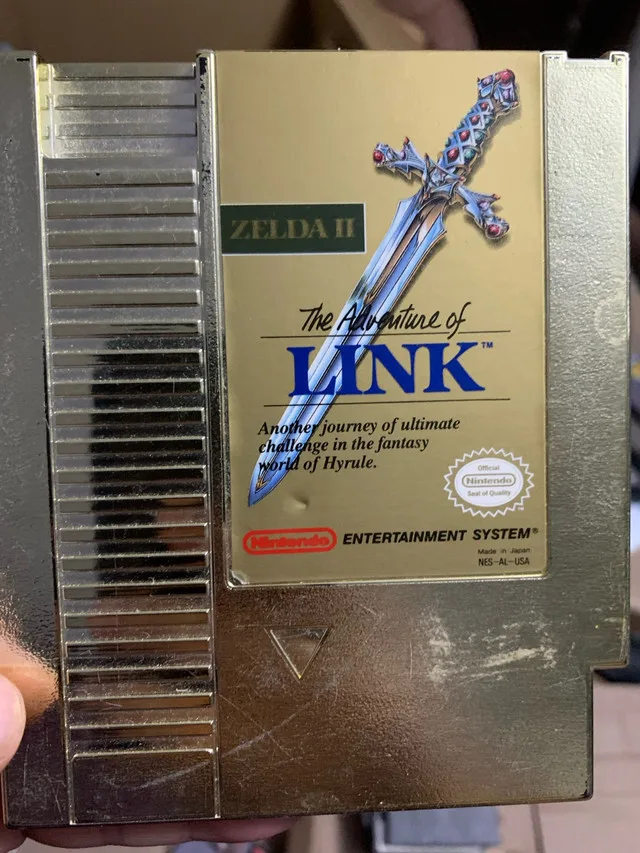 ZELDA II
The Adventure of
LINK™
Another journey of ultimate
challenge in the fantasy
world of Hyrule.
Official
Nintendo
Seal of Quality
Nintendo ENTERTAINMENT SYSTEM®
Made in Japan
NES-AL-USA